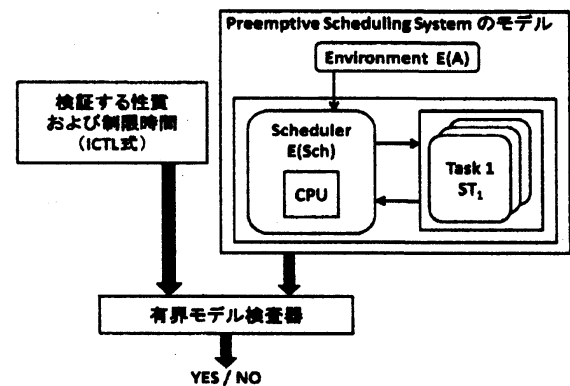 Preemptive Scheduling System のモデル
Environment E(A)
検証する性質
および制限時間
（ICTL式）
Scheduler
E(Sch)
CPU
Task 1
ST₁
有界モデル検査器
YES / NO